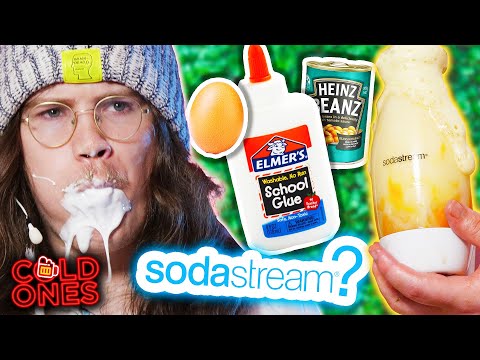 HEINZ
BEANZ
ELMER'S
Washable, No Run
School
Glue
sodastream
sodastream?
COLD
ONES